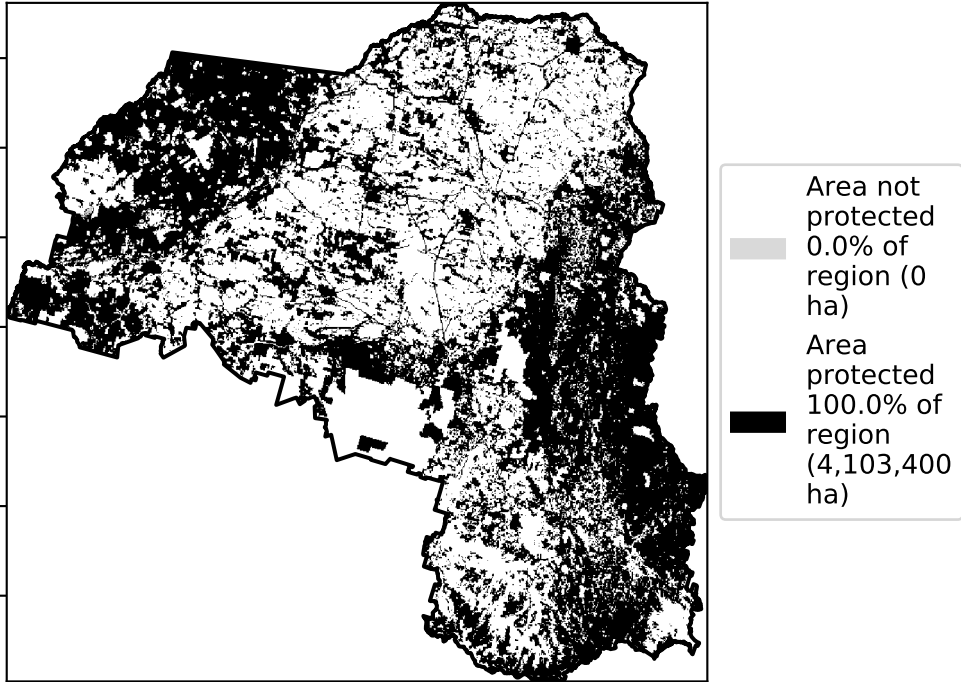 Area not
protected
0.0% of
region (0
ha)
Area
protected
100.0% of
region
(4,103,400
ha)